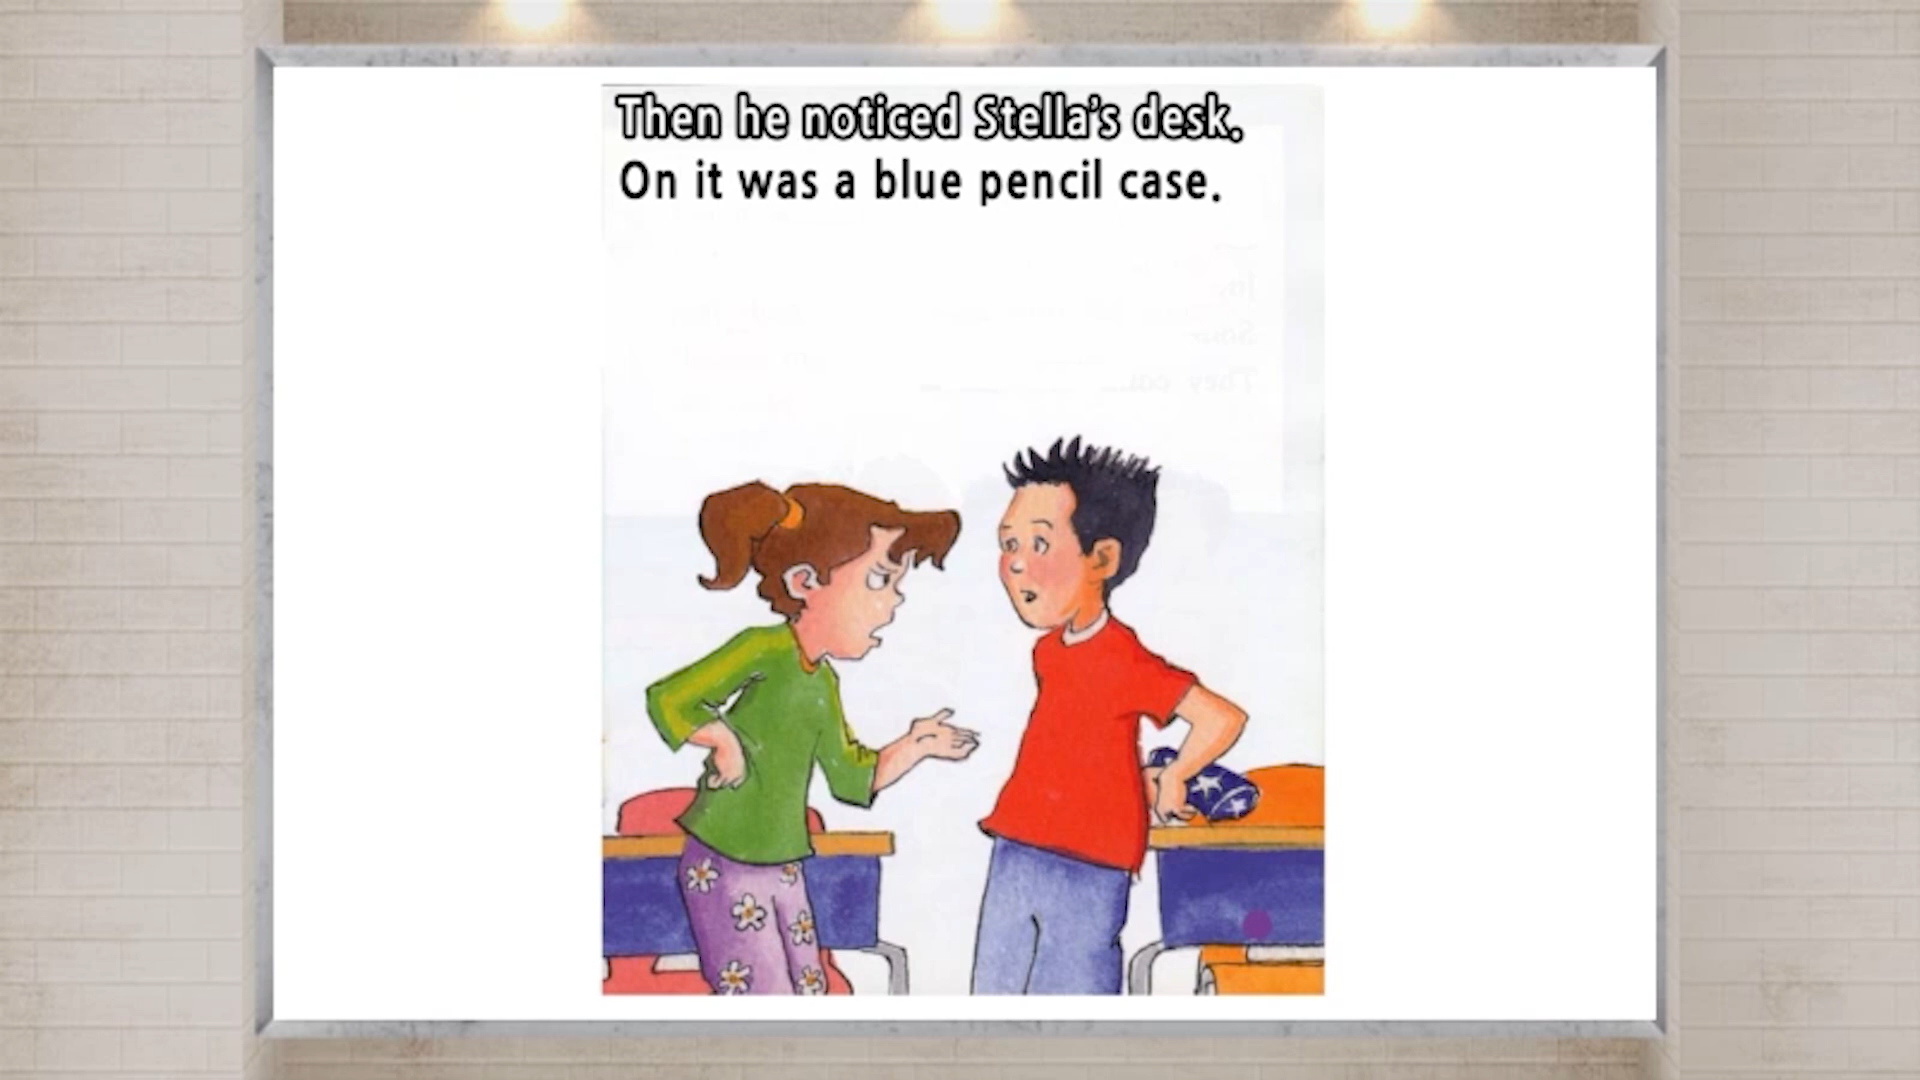 Then he noticed Stella's desk.
On it was a blue pencil case.